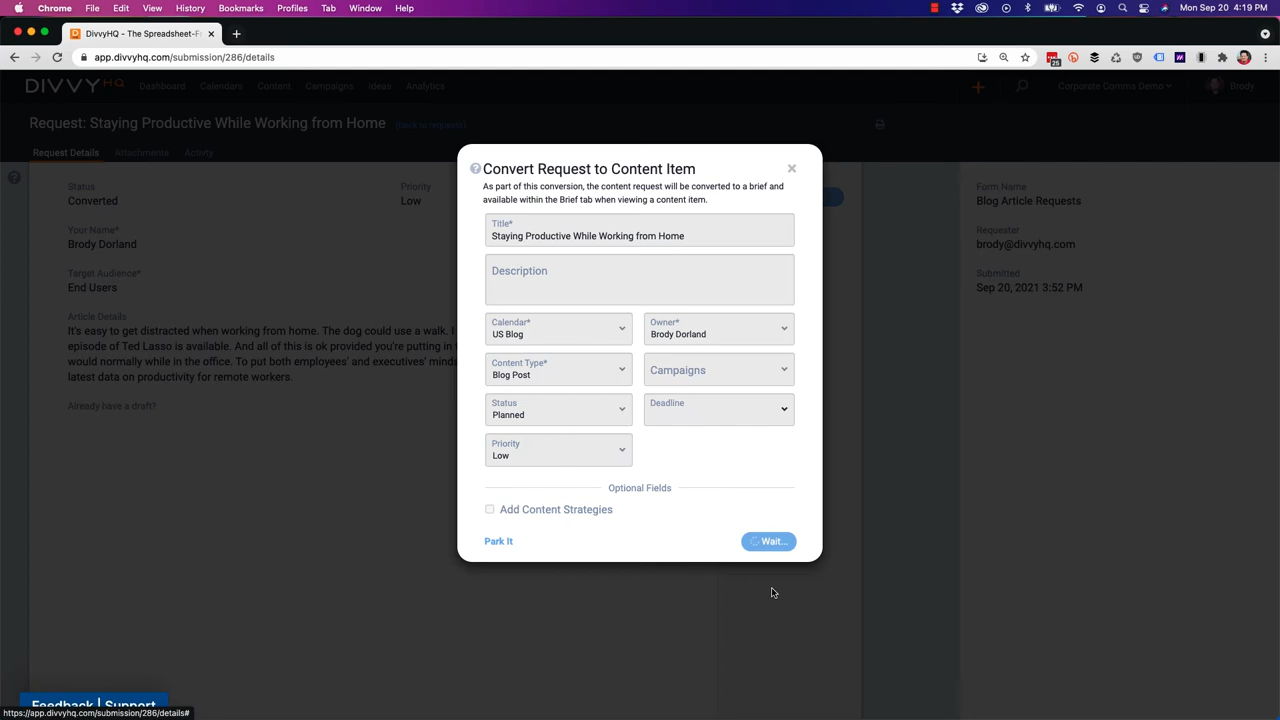 Chrome File Edit View History Bookmarks Profiles Tab Window Help Mon Sep 20 4:19 PM
DivvyHQ - The Spreadsheet-F
app.divvyhq.com/submission/286/details
25
DIVVYHQ Dashboard Calendars Content Campaigns Ideas Analytics Corporate Comms Demo Brody
Request: Staying Productive While Working from Home (back to requests)
Request Details Attachments Activity
Status
Converted
Priority
Low
Your Name*
Brody Dorland
Target Audience*
End Users
Article Details
It's easy to get distracted when working from home. The dog could use a walk. I
episode of Ted Lasso is available. And all of this is ok provided you're putting in
would normally while in the office. To put both employees' and executives' minds
latest data on productivity for remote workers.
Already have a draft?
Convert Request to Content Item
As part of this conversion, the content request will be converted to a brief and
available within the Brief tab when viewing a content item.
Title*
Staying Productive While Working from Home
Description
Calendar*
US Blog
Owner*
Brody Dorland
Content Type*
Blog Post
Campaigns
Status
Planned
Deadline
Priority
Low
Optional Fields
Add Content Strategies
Park It
Wait...
Form Name
Blog Article Requests
Requester
brody@divvyhq.com
Submitted
Sep 20, 2021 3:52 PM
Feedback | Support
https://app.divvyhq.com/submission/286/details#